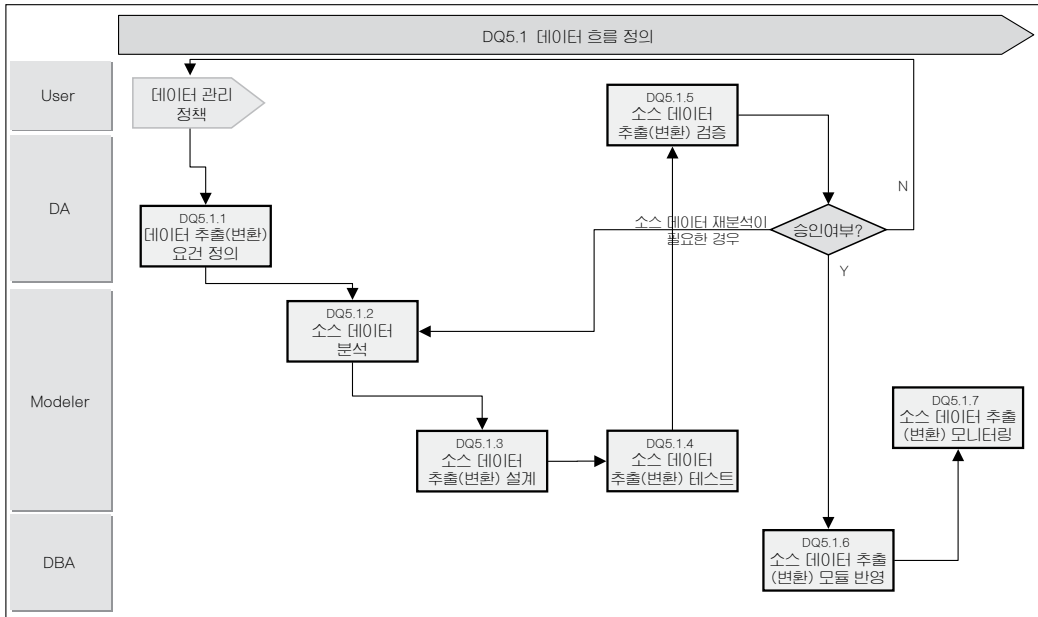 DQ5.1 데이터 흐름 정의
User
데이터 관리
정책
DQ5.1.5
소스 데이터
추출(변환) 검증
N
DA
DQ5.1.1
데이터 추출(변환)
요건 정의
소스 데이터 재분석이
필요한 경우
승인여부?
Y
Modeler
DQ5.1.2
소스 데이터
분석
DQ5.1.3
소스 데이터
추출(변환) 설계
DQ5.1.4
소스 데이터
추출(변환) 테스트
DQ5.1.7
소스 데이터 추출
(변환) 모니터링
DBA
DQ5.1.6
소스 데이터 추출
(변환) 모듈 반영